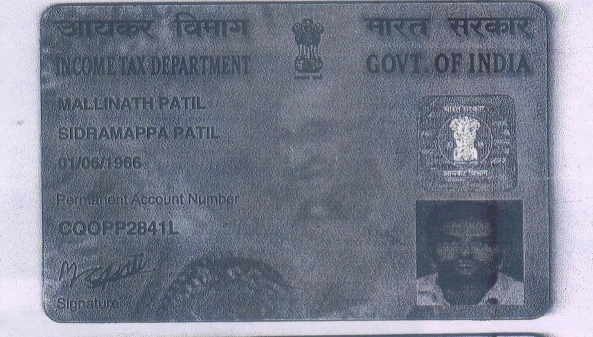 आयकर विभाग
भारत सरकार
INCOME TAX DEPARTMENT
GOVT. OF INDIA
MALLINATH PATIL
SIDRAMAPPA PATIL
01/06/1966
Permanent Account Number
CQOPP2841L
Signature
भारत सरकार
आयकर विभाग